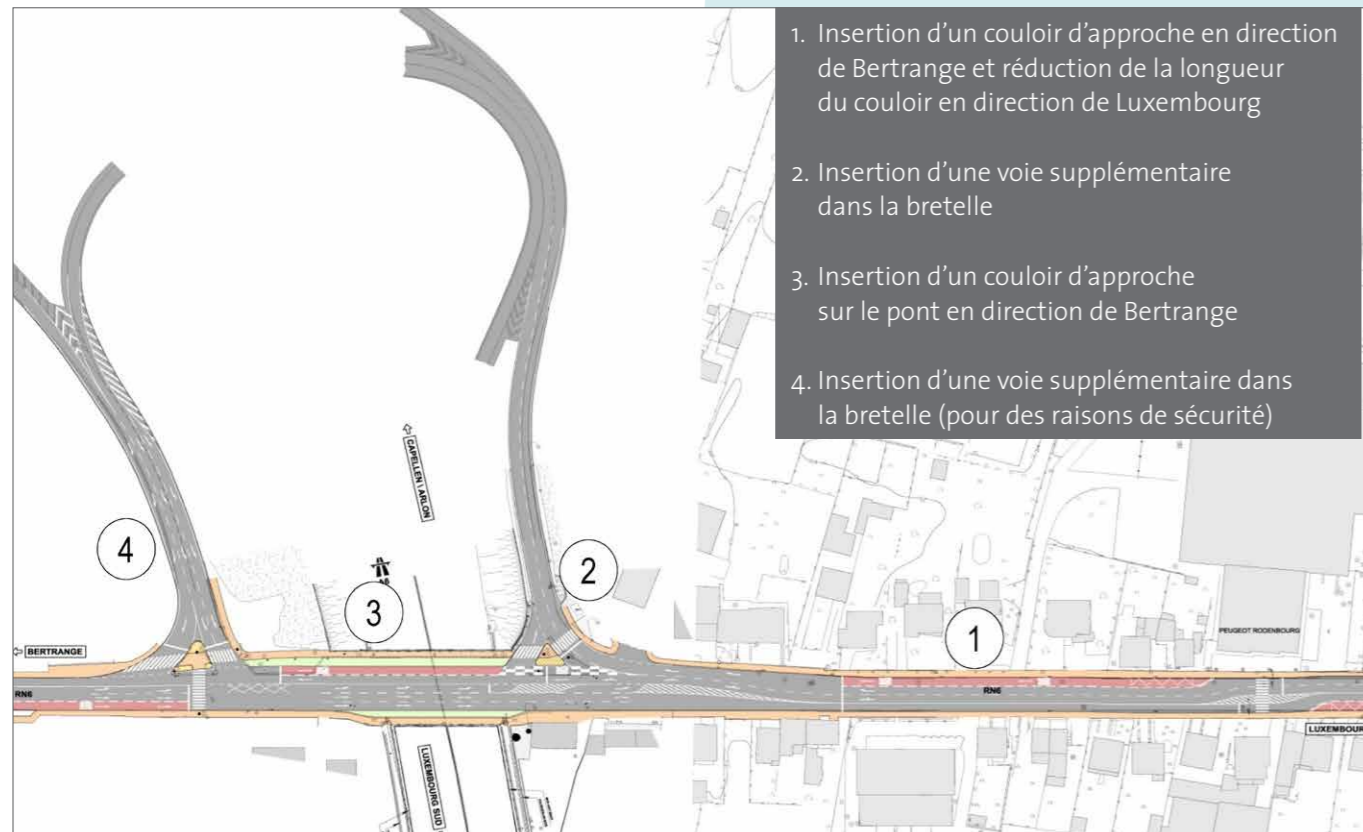 1. Insertion d’un couloir d’approche en direction
de Bertrange et réduction de la longueur
du couloir en direction de Luxembourg
2. Insertion d’une voie supplémentaire
dans la bretelle
3. Insertion d’un couloir d’approche
sur le pont en direction de Bertrange
4. Insertion d’une voie supplémentaire dans
la bretelle (pour des raisons de sécurité)
CAPELLEN \ ARLON
4
2
3
1
PEUGEOT RODENBOURG
BERTRANGE
RN6
RN6
LUXEMBOURG SUD
LUXEMBOUR